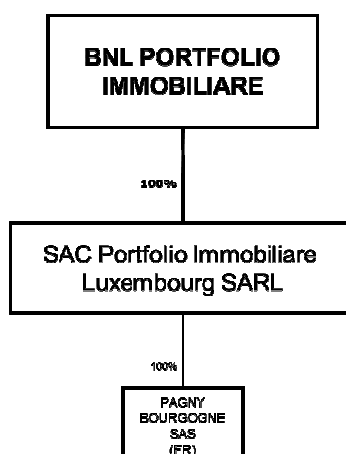 BNL PORTFOLIO
IMMOBILIARE
100%
SAC Portfolio Immobiliare
Luxembourg SARL
100%
PAGNY
BOURGOGNE
SAS
(FR)